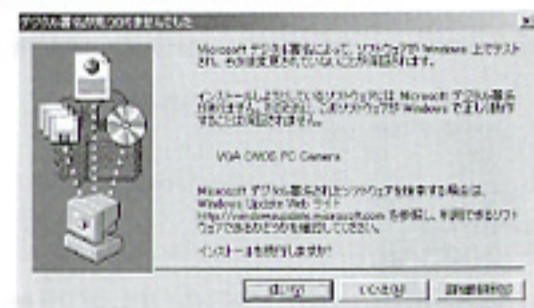 デジタル署名が見つかりませんでした
Microsoft デジタル署名によって、ソフトウェアが Windows 上でテスト
され、その後変更されていないことが保証されます。
インストールしようとしているソフトウェアには Microsoft デジタル署名
がありません。そのため、このソフトウェアが Windows で正しく動作
することは保証されません。
VGA CMOS PC Camera
Microsoft デジタル署名されたソフトウェアを検索する場合は、
Windows Update Web サイト
http://windowsupdate.microsoft.com を参照し、利用できるソフト
ウェアであるかどうかを確認してください。
インストールを続行しますか?
はい(Y) いいえ(N) 詳細情報(M)